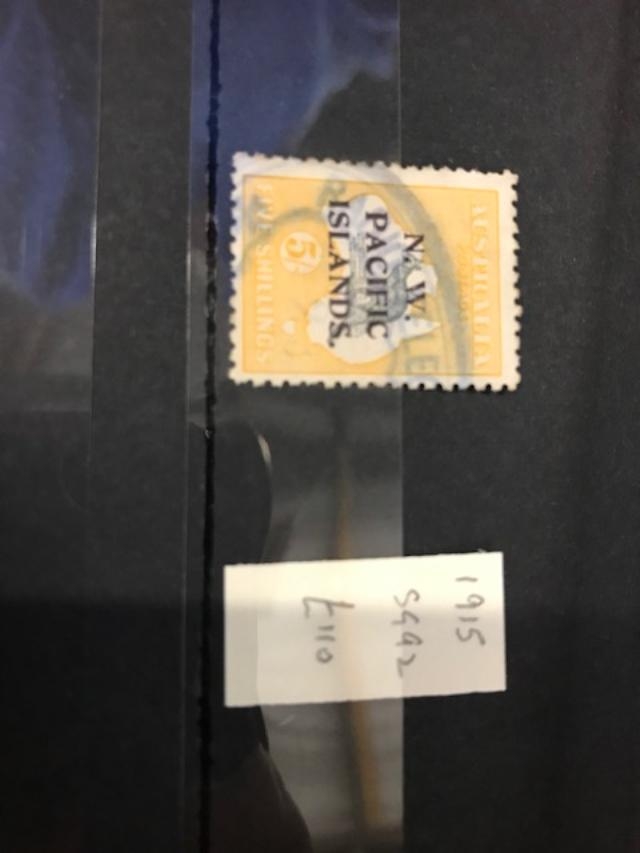 AUSTRALIA
N.W.
PACIFIC
ISLANDS.
5/-
FIVE SHILLINGS
1915
SG92
£110